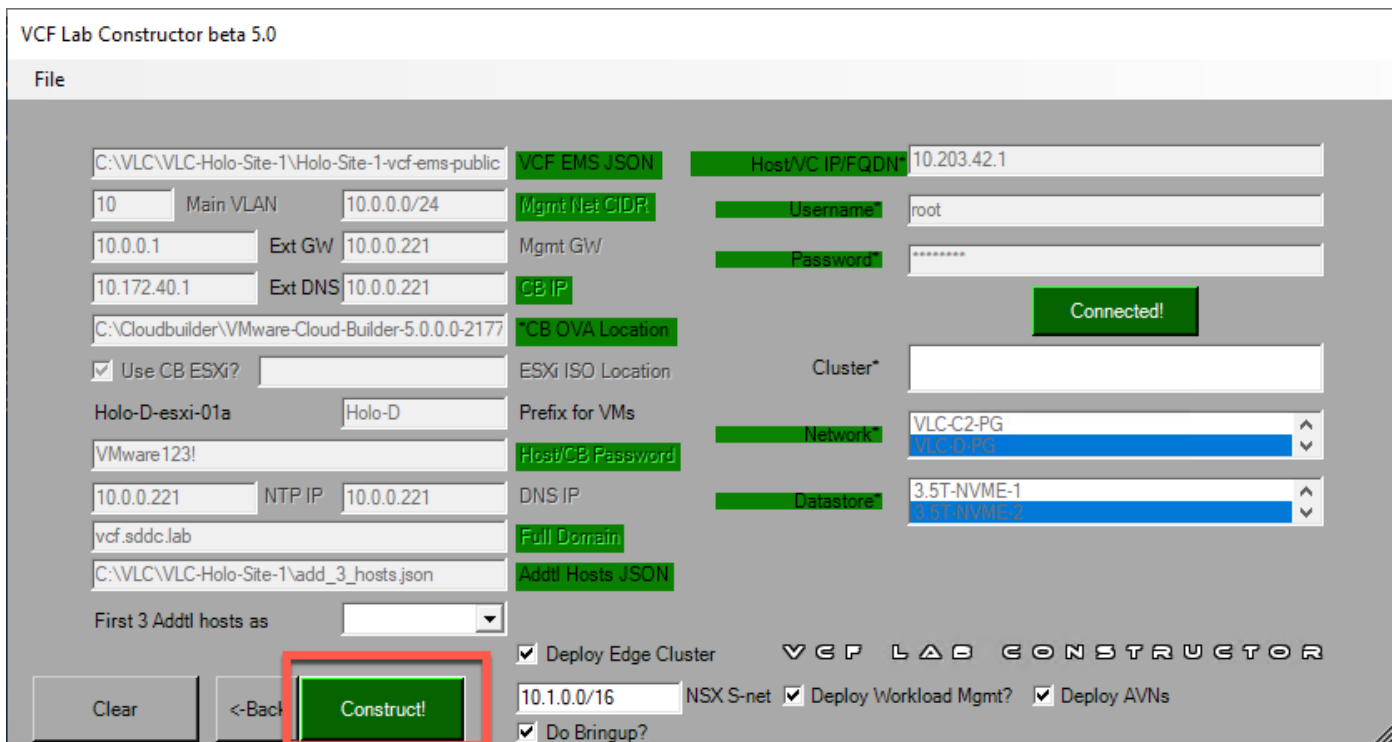 VCF Lab Constructor beta 5.0
File
C:\VLC\VLC-Holo-Site-1\Holo-Site-1-vcf-ems-public VCF EMS JSON Host/VC IP/FQDN* 10.203.42.1
10 Main VLAN 10.0.0.0/24 Mgmt Net CIDR Username* root
10.0.0.1 Ext GW 10.0.0.221 Mgmt GW Password* ********
10.172.40.1 Ext DNS 10.0.0.221 CB IP Connected!
C:\Cloudbuilder\VMware-Cloud-Builder-5.0.0.0-2177 *CB OVA Location
Use CB ESXi? ESXi ISO Location Cluster*
Holo-D-esxi-01a Holo-D Prefix for VMs Network* VLC-C2-PG
VLC-D-PG
VMware123! Host/CB Password
10.0.0.221 NTP IP 10.0.0.221 DNS IP Datastore* 3.5T-NVME-1
3.5T-NVME-2
vcf.sddc.lab Full Domain
C:\VLC\VLC-Holo-Site-1\add_3_hosts.json Addtl Hosts JSON
First 3 Addtl hosts as
Deploy Edge Cluster VCF LAB CONSTRUCTOR
Clear <-Back Construct! 10.1.0.0/16 NSX S-net Deploy Workload Mgmt? Deploy AVNs
Do Bringup?